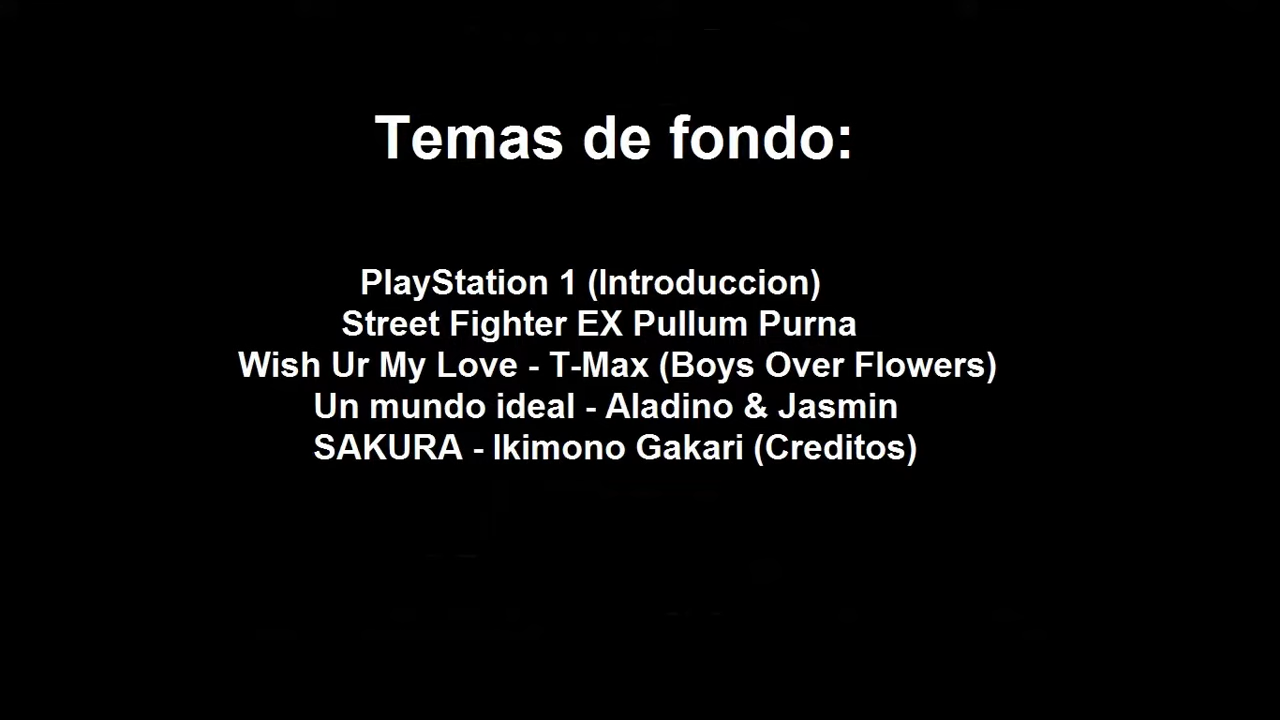 Temas de fondo:
PlayStation 1 (Introduccion)
Street Fighter EX Pullum Purna
Wish Ur My Love - T-Max (Boys Over Flowers)
Un mundo ideal - Aladino & Jasmin
SAKURA - Ikimono Gakari (Creditos)